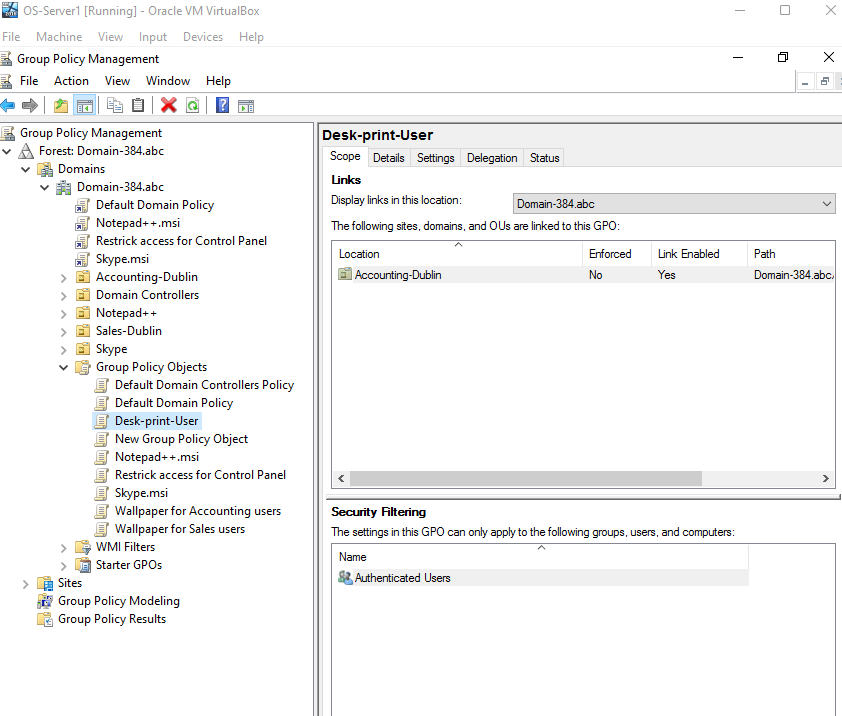 OS-Server1 [Running] - Oracle VM VirtualBox
File Machine View Input Devices Help
Group Policy Management
File Action View Window Help
Group Policy Management
Forest: Domain-384.abc
Domains
Domain-384.abc
Default Domain Policy
Notepad++.msi
Restrick access for Control Panel
Skype.msi
Accounting-Dublin
Domain Controllers
Notepad++
Sales-Dublin
Skype
Group Policy Objects
Default Domain Controllers Policy
Default Domain Policy
Desk-print-User
New Group Policy Object
Notepad++.msi
Restrick access for Control Panel
Skype.msi
Wallpaper for Accounting users
Wallpaper for Sales users
WMI Filters
Starter GPOs
Sites
Group Policy Modeling
Group Policy Results
Desk-print-User
Scope Details Settings Delegation Status
Links
Display links in this location: Domain-384.abc
The following sites, domains, and OUs are linked to this GPO:
Location Enforced Link Enabled Path
Accounting-Dublin No Yes Domain-384.abc
Security Filtering
The settings in this GPO can only apply to the following groups, users, and computers:
Name
Authenticated Users